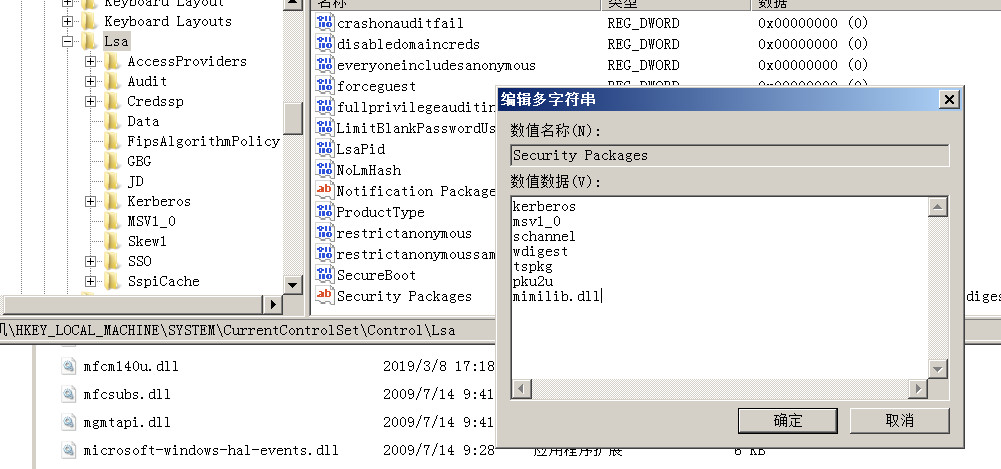 Keyboard Layout
Keyboard Layouts
Lsa
AccessProviders
Audit
Credssp
Data
FipsAlgorithmPolicy
GBG
JD
Kerberos
MSV1_0
Skew1
SSO
SspiCache
名称 类型 数据
crashonauditfail REG_DWORD 0x00000000 (0)
disabledomaincreds REG_DWORD 0x00000000 (0)
everyoneincludesanonymous REG_DWORD 0x00000000 (0)
forceguest
fullprivilegeauditin
LimitBlankPasswordUs
LsaPid
NoLmHash
Notification Package
ProductType
restrictanonymous
restrictanonymoussam
SecureBoot
Security Packages
编辑多字符串
数值名称(N):
Security Packages
数值数据(V):
kerberos
msv1_0
schannel
wdigest
tspkg
pku2u
mimilib.dll
确定 取消
机\HKEY_LOCAL_MACHINE\SYSTEM\CurrentControlSet\Control\Lsa
mfcm140u.dll 2019/3/8 17:18
mfcsubs.dll 2009/7/14 9:41
mgmtapi.dll 2009/7/14 9:41
microsoft-windows-hal-events.dll 2009/7/14 9:28 应用程序扩展 6 KB